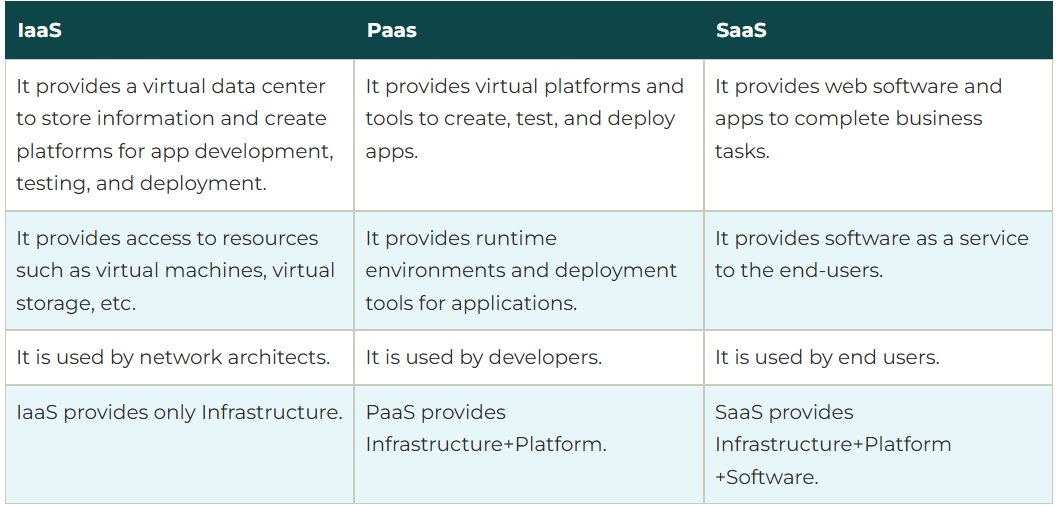 IaaS
Paas
SaaS
It provides a virtual data center
to store information and create
platforms for app development,
testing, and deployment.
It provides virtual platforms and
tools to create, test, and deploy
apps.
It provides web software and
apps to complete business
tasks.
It provides access to resources
such as virtual machines, virtual
storage, etc.
It provides runtime
environments and deployment
tools for applications.
It provides software as a service
to the end-users.
It is used by network architects.
It is used by developers.
It is used by end users.
IaaS provides only Infrastructure.
PaaS provides
Infrastructure+Platform.
SaaS provides
Infrastructure+Platform
+Software.